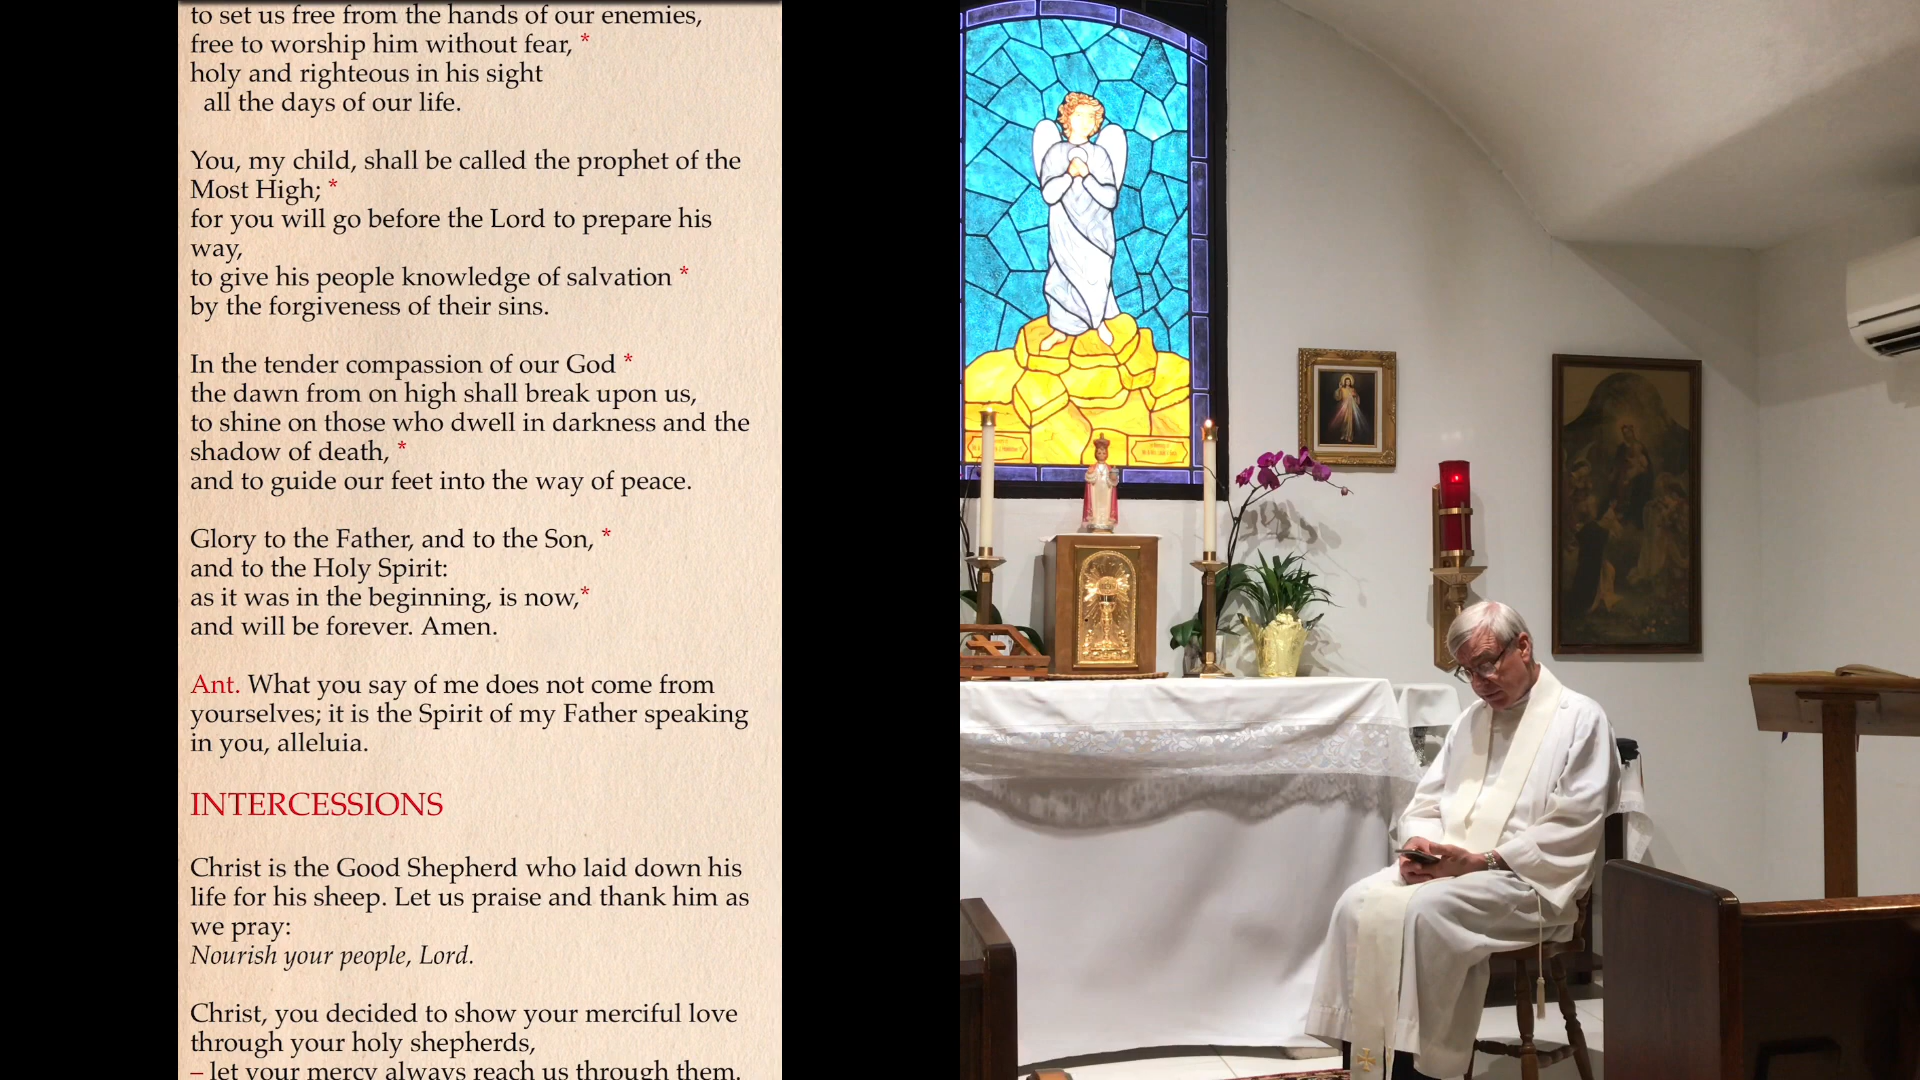 to set us free from the hands of our enemies,
free to worship him without fear, *
holy and righteous in his sight
all the days of our life.
You, my child, shall be called the prophet of the
Most High; *
for you will go before the Lord to prepare his
way,
to give his people knowledge of salvation *
by the forgiveness of their sins.
In the tender compassion of our God *
the dawn from on high shall break upon us,
to shine on those who dwell in darkness and the
shadow of death, *
and to guide our feet into the way of peace.
Glory to the Father, and to the Son, *
and to the Holy Spirit:
as it was in the beginning, is now,*
and will be forever. Amen.
Ant. What you say of me does not come from
yourselves; it is the Spirit of my Father speaking
in you, alleluia.
INTERCESSIONS
Christ is the Good Shepherd who laid down his
life for his sheep. Let us praise and thank him as
we pray:
Nourish your people, Lord.
Christ, you decided to show your merciful love
through your holy shepherds,
– let your mercy always reach us through them.